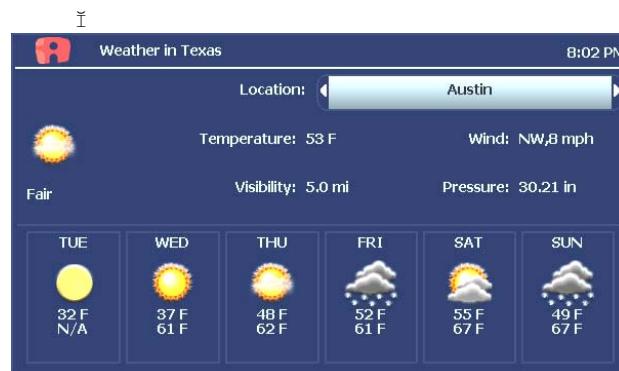 Weather in Texas 8:02 PM
Location: Austin
Temperature: 53 F Wind: NW,8 mph
Fair
Visibility: 5.0 mi Pressure: 30.21 in
TUE WED THU FRI SAT SUN
32 F 37 F 48 F 52 F 55 F 49 F
N/A 61 F 62 F 61 F 67 F 67 F